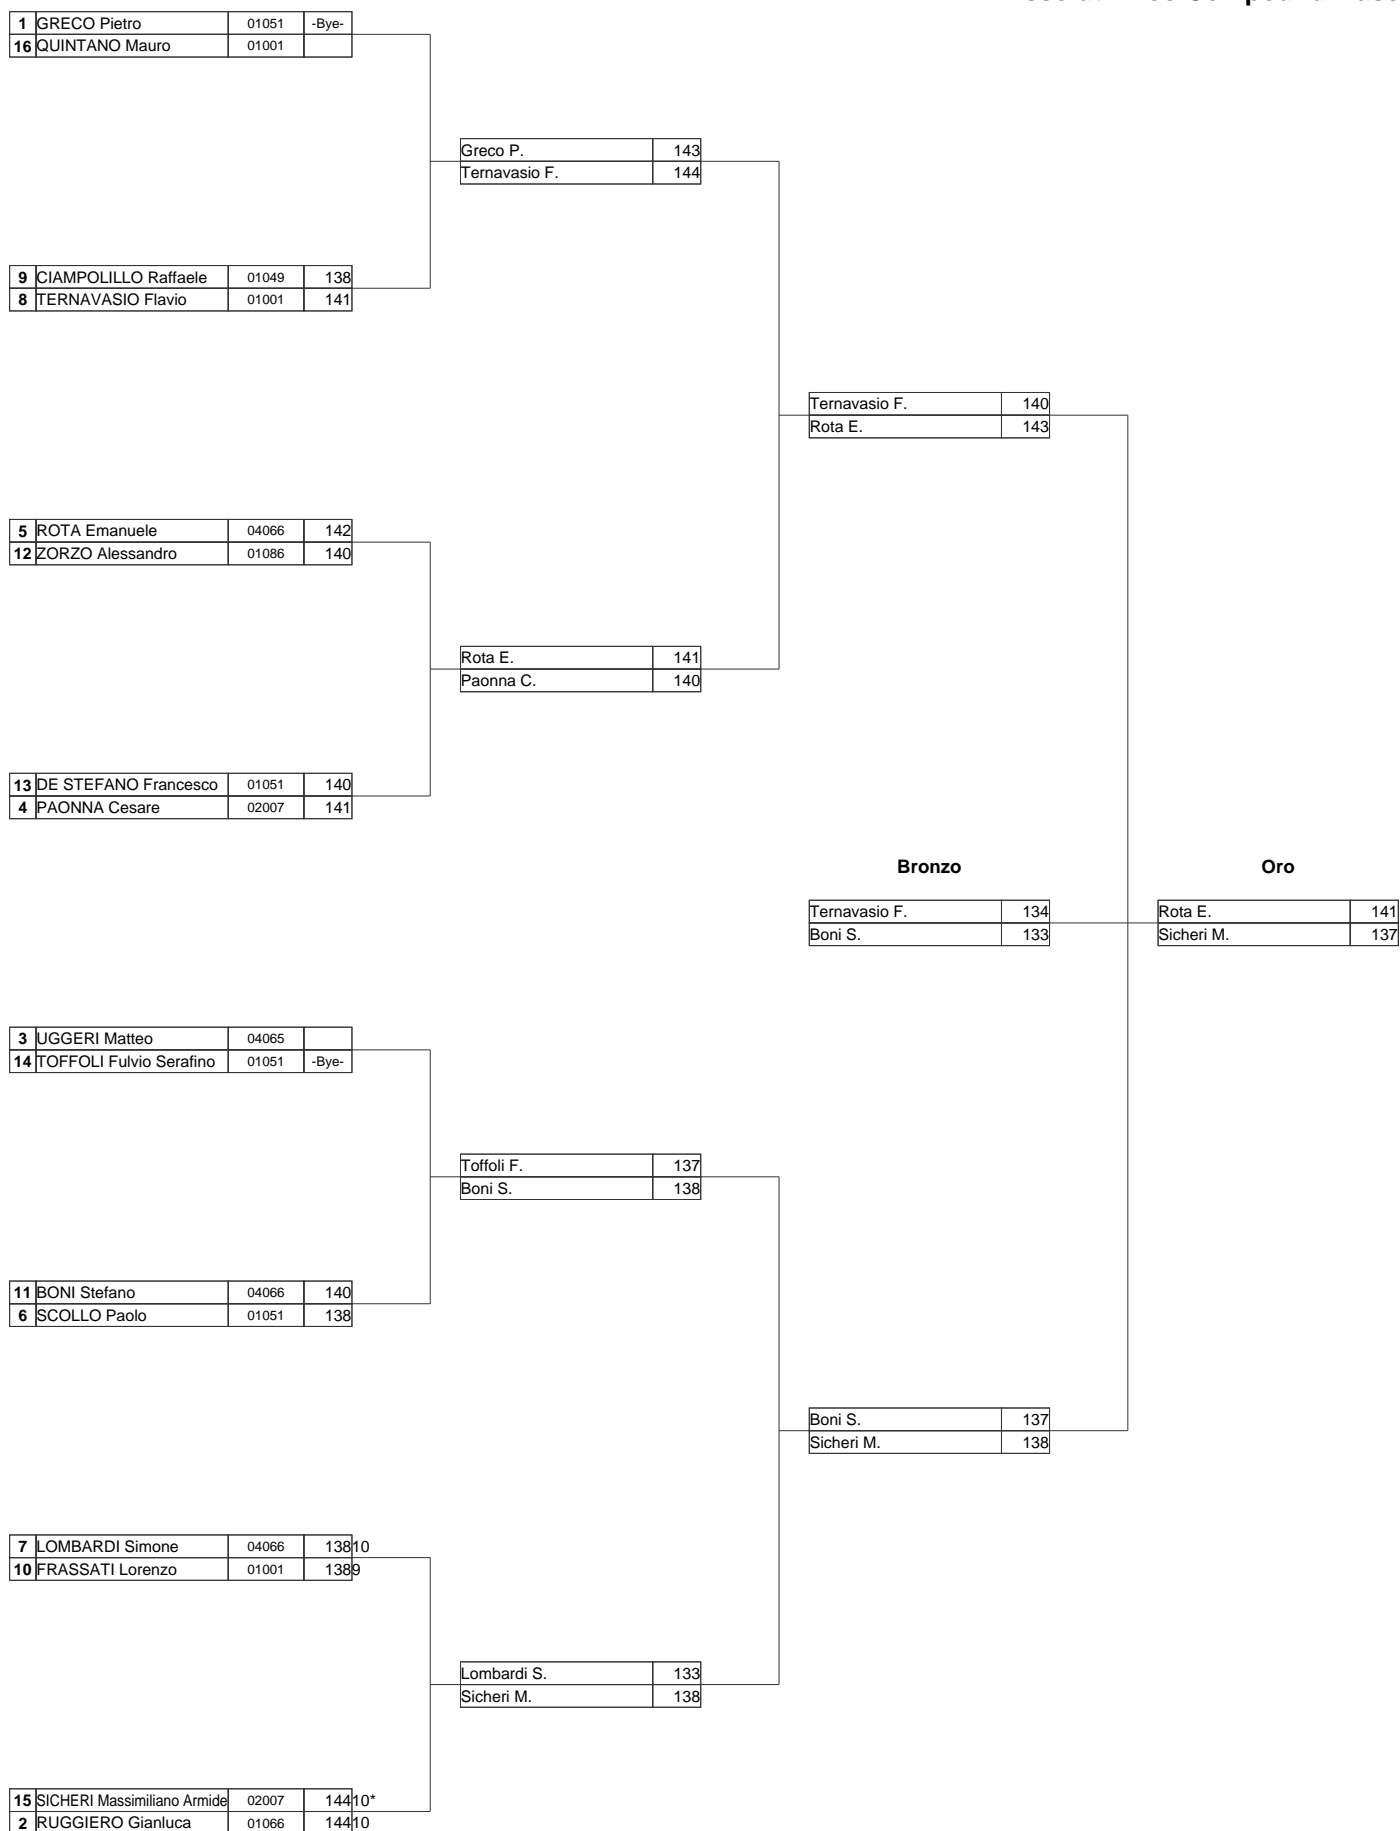 1 GRECO Pietro 01051 -Bye-
16 QUINTANO Mauro 01001
Greco P. 143
Ternavasio F. 144
9 CIAMPOLILLO Raffaele 01049 138
8 TERNAVASIO Flavio 01001 141
Ternavasio F. 140
Rota E. 143
5 ROTA Emanuele 04066 142
12 ZORZO Alessandro 01086 140
Rota E. 141
Paonna C. 140
13 DE STEFANO Francesco 01051 140
4 PAONNA Cesare 02007 141
Bronzo Oro
Ternavasio F. 134 Rota E. 141
Boni S. 133 Sicheri M. 137
3 UGGERI Matteo 04065
14 TOFFOLI Fulvio Serafino 01051 -Bye-
Toffoli F. 137
Boni S. 138
11 BONI Stefano 04066 140
6 SCOLLO Paolo 01051 138
Boni S. 137
Sicheri M. 138
7 LOMBARDI Simone 04066 138 10
10 FRASSATI Lorenzo 01001 138 9
Lombardi S. 133
Sicheri M. 138
15 SICHERI Massimiliano Armide 02007 144 10*
2 RUGGIERO Gianluca 01066 144 10